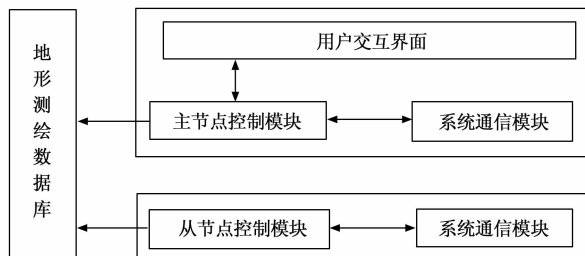 地形测绘数据库
用户交互界面
主节点控制模块
系统通信模块
从节点控制模块
系统通信模块